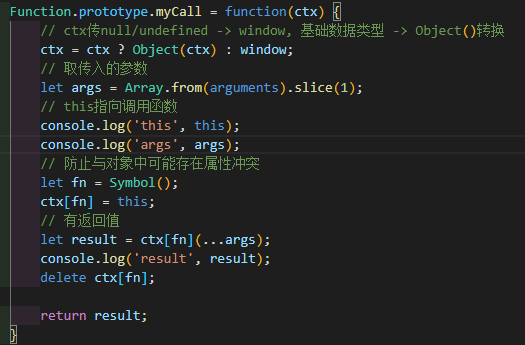 Function.prototype.myCall = function(ctx) {
    // ctx传null/undefined -> window, 基础数据类型 -> Object()转换
    ctx = ctx ? Object(ctx) : window;
    // 取传入的参数
    let args = Array.from(arguments).slice(1);
    // this指向调用函数
    console.log('this', this);
    console.log('args', args);
    // 防止与对象中可能存在属性冲突
    let fn = Symbol();
    ctx[fn] = this;
    // 有返回值
    let result = ctx[fn](...args);
    console.log('result', result);
    delete ctx[fn];

    return result;
}